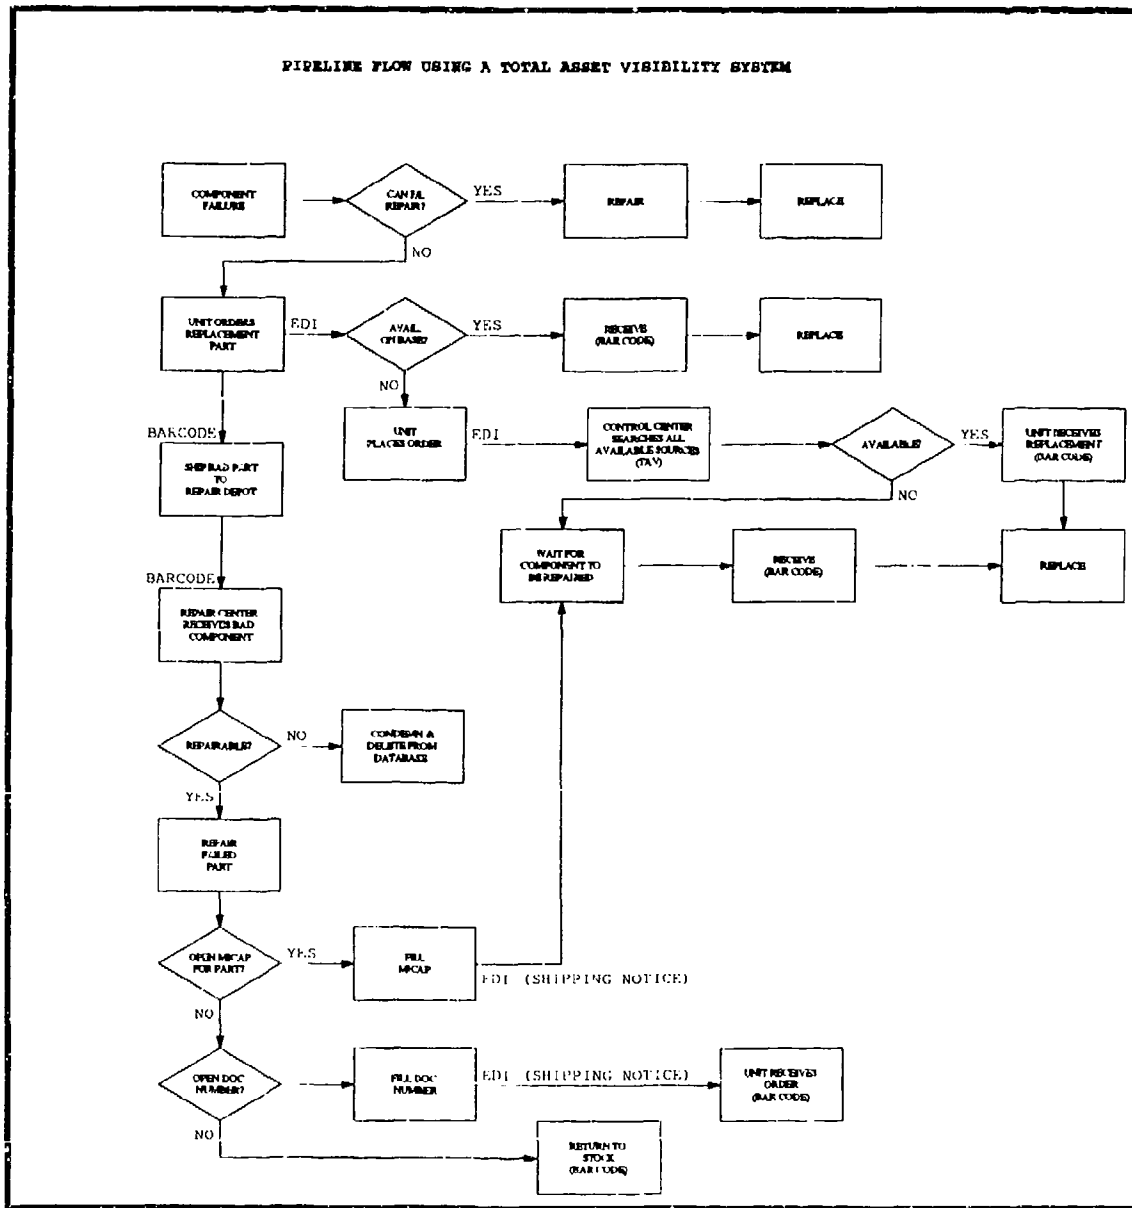 PIPELINE FLOW USING A TOTAL ASSET VISIBILITY SYSTEM
COMPONENT
FAILURE
CAN F/L
REPAIR?
YES
REPAIR
REPLACE
NO
UNIT ORDERS
REPLACEMENT
PART
EDI
AVAIL.
ON BASE?
YES
RECEIVE
(BAR CODE)
REPLACE
NO
UNIT
PLACES ORDER
EDI
CONTROL CENTER
SEARCHES ALL
AVAILABLE SOURCES
(TAV)
AVAILABLE?
YES
UNIT RECEIVES
REPLACEMENT
(BAR CODE)
NO
BARCODE
SHIP BAD PART
TO
REPAIR DEPOT
WAIT FOR
COMPONENT TO
BE REPAIRED
RECEIVE
(BAR CODE)
REPLACE
BARCODE
REPAIR CENTER
RECEIVES BAD
COMPONENT
REPAIRABLE?
NO
CONDEMN &
DELETE FROM
DATABASE
YES
REPAIR
FAILED
PART
OPEN MICAP
FOR PART?
YES
FILL
MICAP
EDI (SHIPPING NOTICE)
NO
OPEN DOC
NUMBER?
FILL DOC
NUMBER
EDI (SHIPPING NOTICE)
UNIT RECEIVES
ORDER
(BAR CODE)
NO
RETURN TO
STOCK
(BAR CODE)